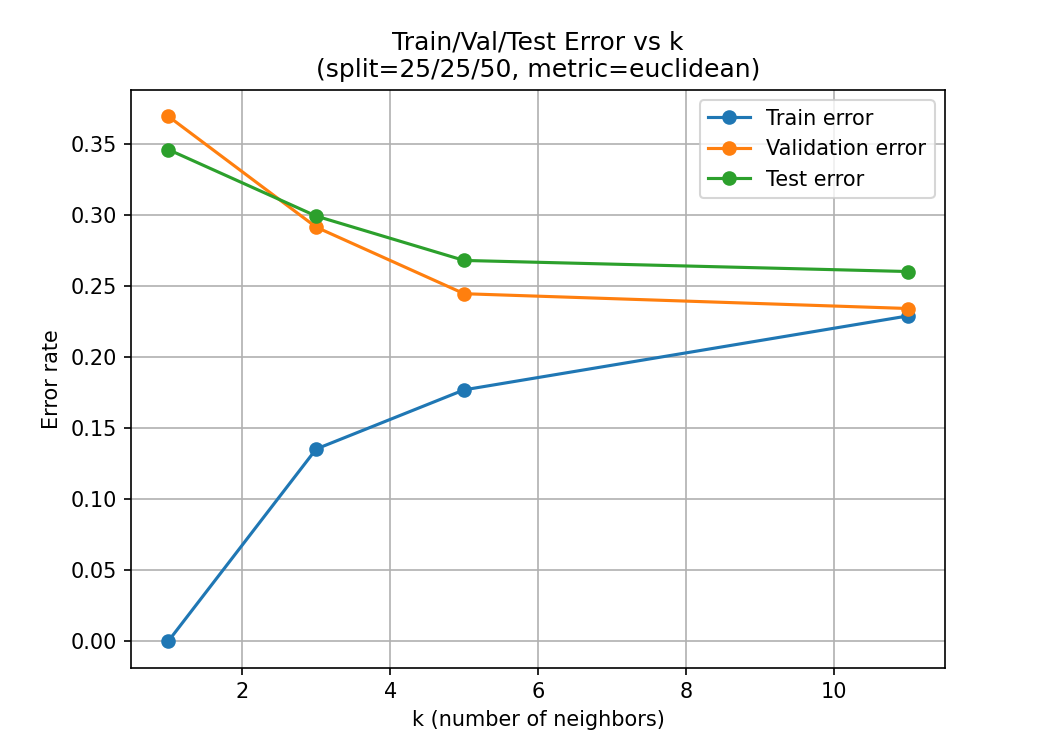 Train/Val/Test Error vs k
(split=25/25/50, metric=euclidean)
Train error
Validation error
Test error
Error rate
0.35
0.30
0.25
0.20
0.15
0.10
0.05
0.00
2 4 6 8 10
k (number of neighbors)